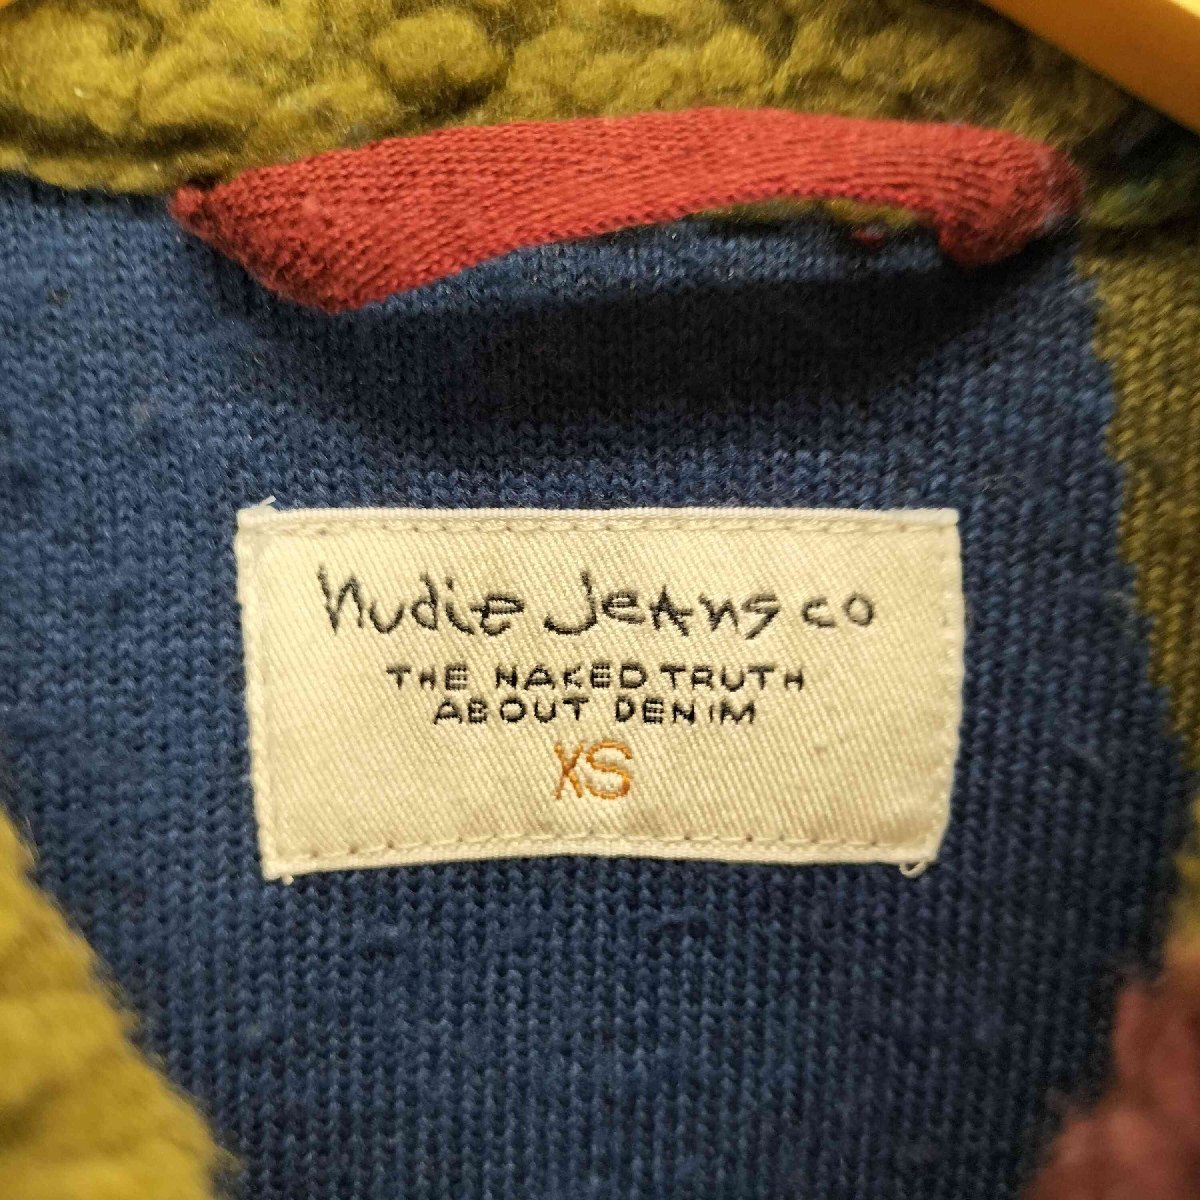 nudie Jeans co
THE NAKED TRUTH
ABOUT DENIM
XS